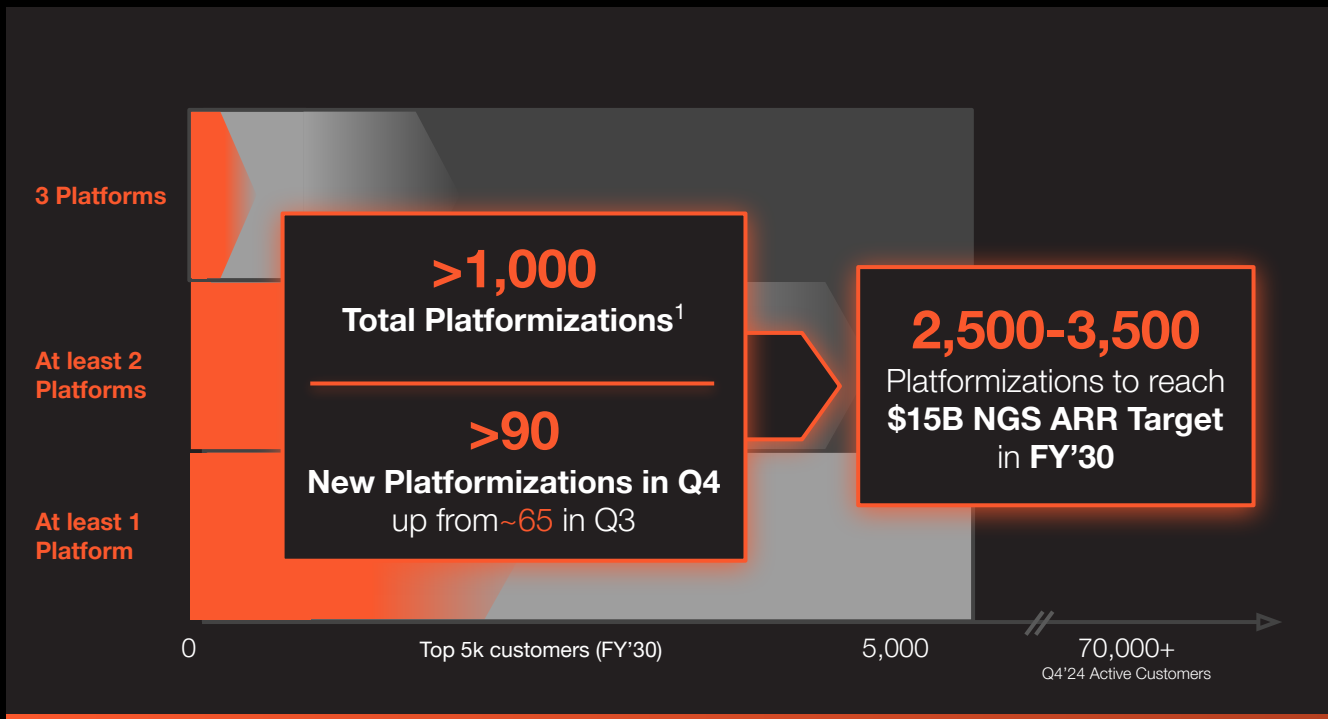 3 Platforms
At least 2
Platforms
At least 1
Platform
>1,000
Total Platformizations¹
>90
New Platformizations in Q4
up from ~65 in Q3
2,500-3,500
Platformizations to reach
$15B NGS ARR Target
in FY’30
0
Top 5k customers (FY’30)
5,000
70,000+
Q4’24 Active Customers